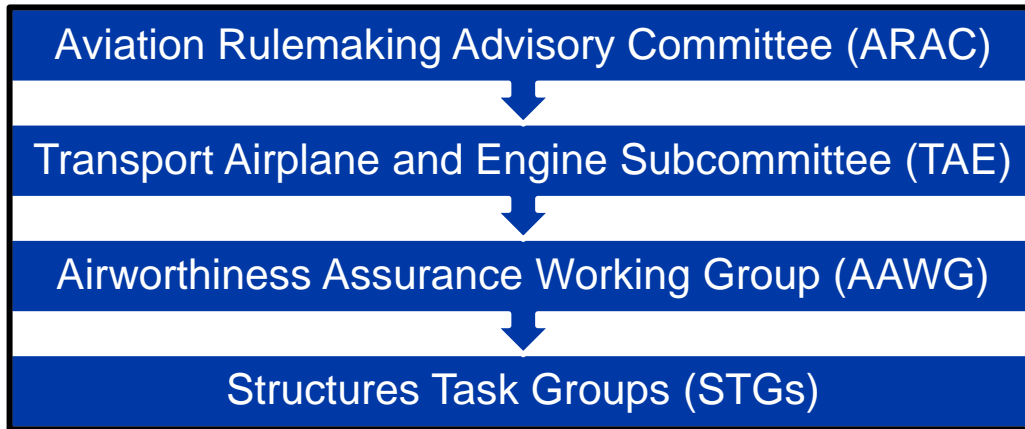 Aviation Rulemaking Advisory Committee (ARAC)
Transport Airplane and Engine Subcommittee (TAE)
Airworthiness Assurance Working Group (AAWG)
Structures Task Groups (STGs)